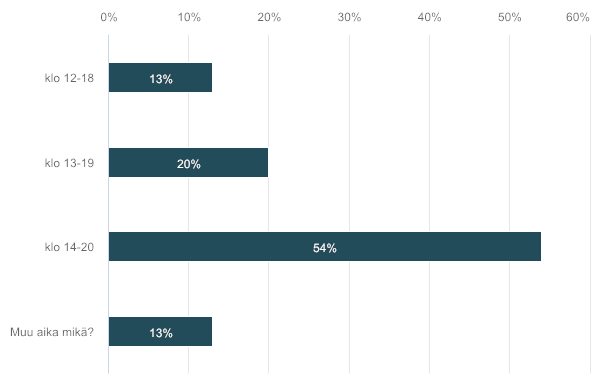 0% 10% 20% 30% 40% 50% 60%
klo 12-18 13%
klo 13-19 20%
klo 14-20 54%
Muu aika mikä? 13%